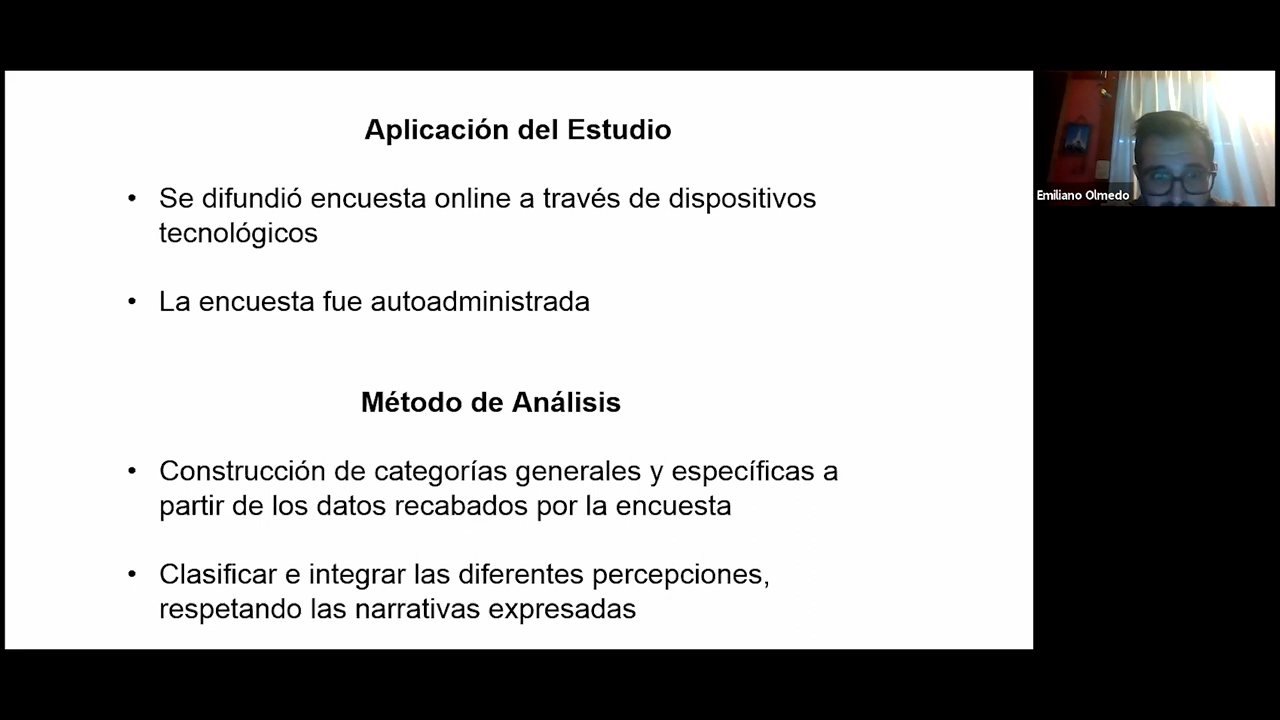 Aplicación del Estudio
• Se difundió encuesta online a través de dispositivos
tecnológicos
• La encuesta fue autoadministrada
Método de Análisis
• Construcción de categorías generales y específicas a
partir de los datos recabados por la encuesta
• Clasificar e integrar las diferentes percepciones,
respetando las narrativas expresadas
Emiliano Olmedo